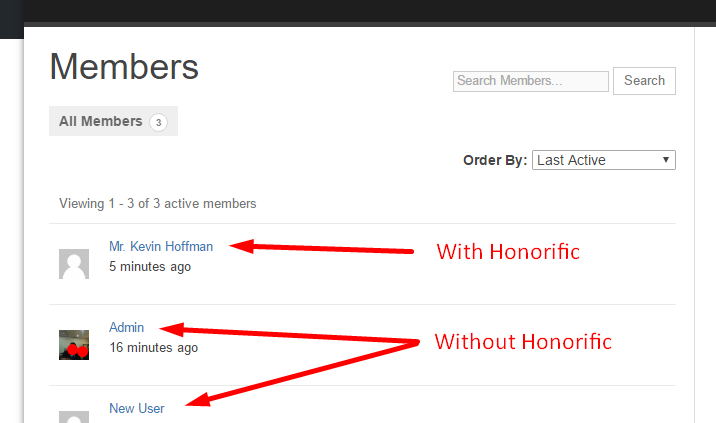 Members
Search Members...
Search
All Members 3
Order By: Last Active
Viewing 1 - 3 of 3 active members
Mr. Kevin Hoffman
5 minutes ago
With Honorific
Admin
16 minutes ago
Without Honorific
New User